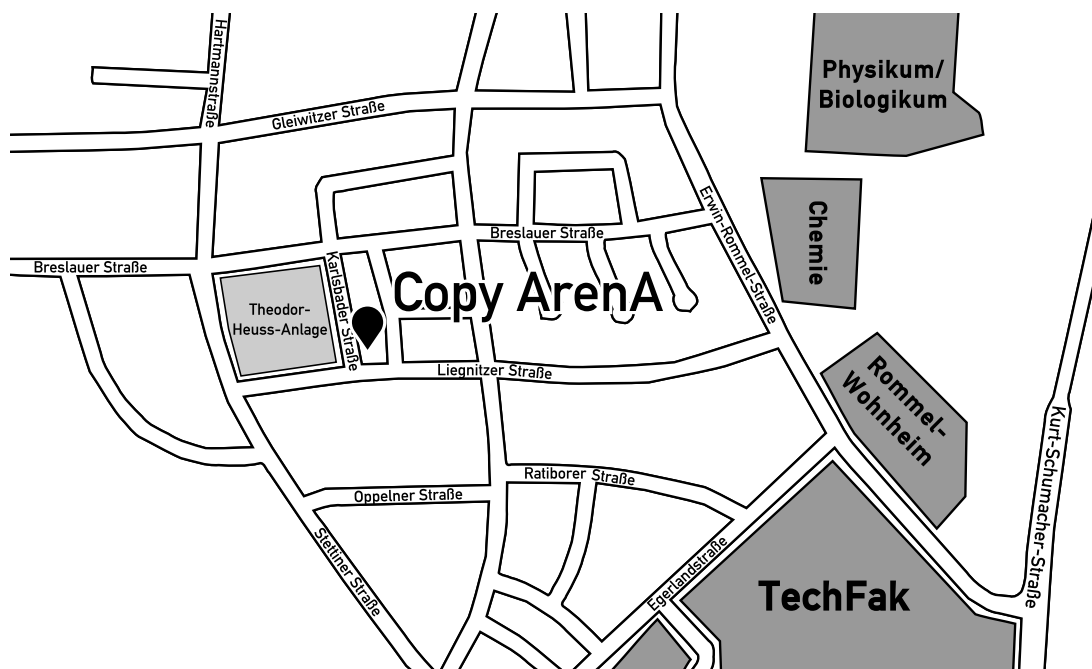 Hartmannstraße
Physikum/
Biologikum
Gleiwitzer Straße
Erwin-Rommel-Straße
Chemie
Breslauer Straße
Breslauer Straße
Karlsbader Straße
Copy ArenA
Theodor-
Heuss-Anlage
Liegnitzer Straße
Rommel-
Wohnheim
Kurt-Schumacher-Straße
Ratiborer Straße
Oppelner Straße
Stettiner Straße
Egerlandstraße
TechFak